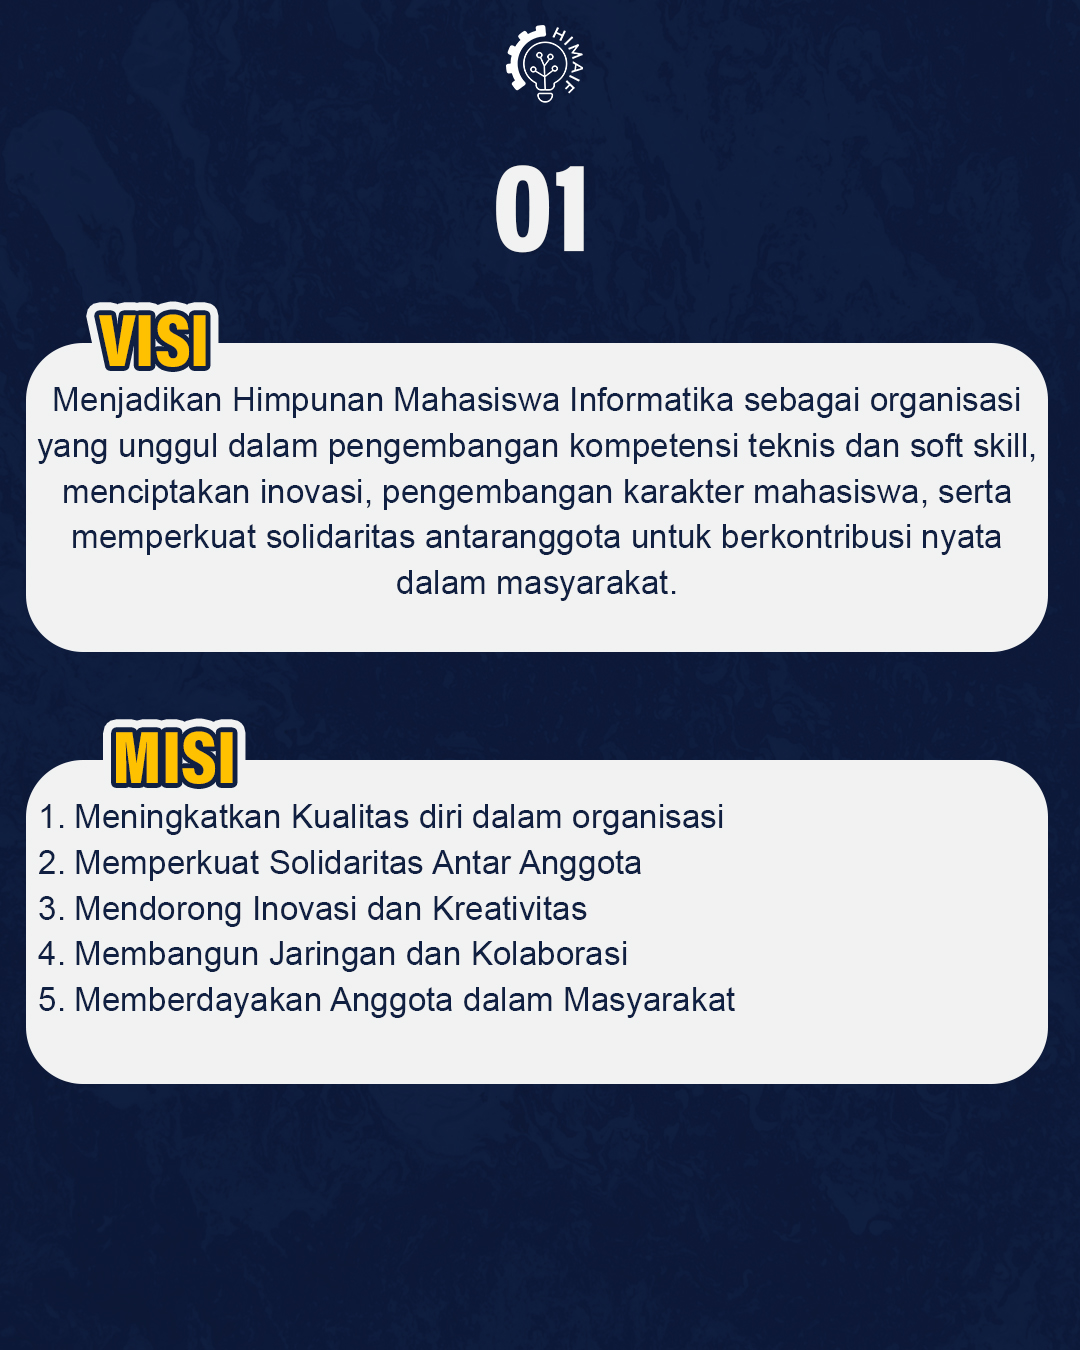 HIMAIF
01
VISI
Menjadikan Himpunan Mahasiswa Informatika sebagai organisasi
yang unggul dalam pengembangan kompetensi teknis dan soft skill,
menciptakan inovasi, pengembangan karakter mahasiswa, serta
memperkuat solidaritas antaranggota untuk berkontribusi nyata
dalam masyarakat.
MISI
1. Meningkatkan Kualitas diri dalam organisasi
2. Memperkuat Solidaritas Antar Anggota
3. Mendorong Inovasi dan Kreativitas
4. Membangun Jaringan dan Kolaborasi
5. Memberdayakan Anggota dalam Masyarakat